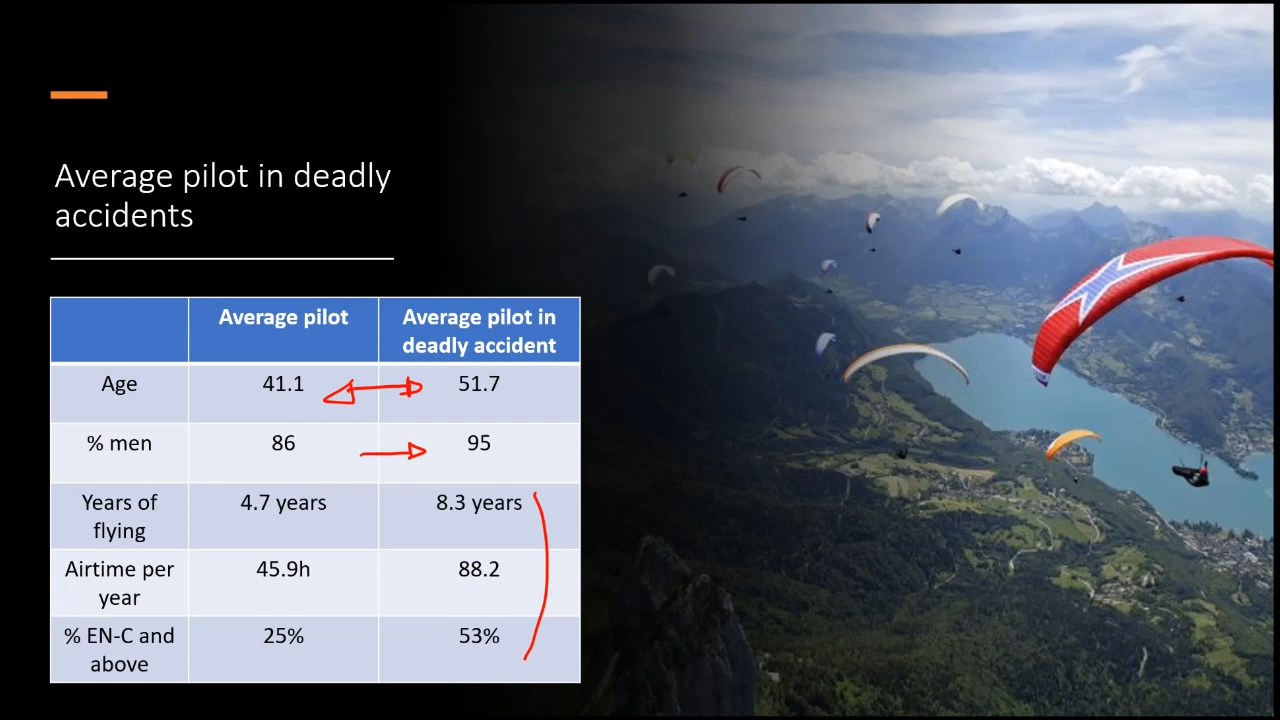 Average pilot in deadly
accidents
Average pilot
Average pilot in
deadly accident
Age
41.1
51.7
% men
86
95
Years of
flying
4.7 years
8.3 years
Airtime per
year
45.9h
88.2
% EN-C and
above
25%
53%